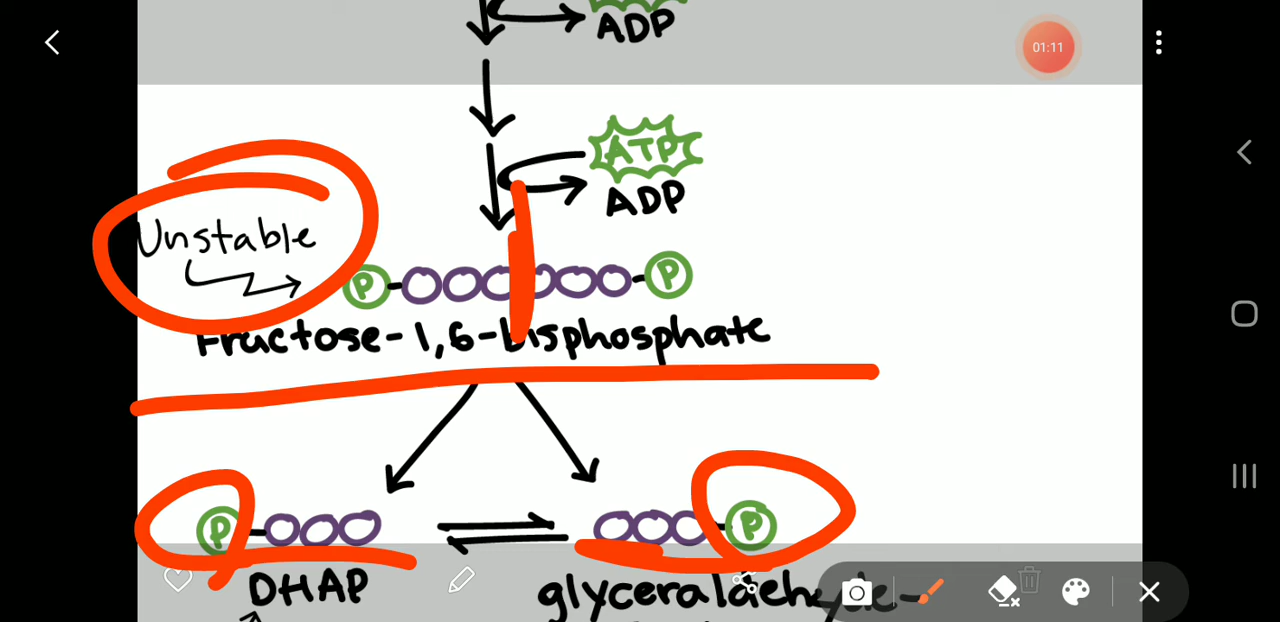 ADP
01:11
ATP
ADP
Unstable
P P
Fructose-1,6-bisphosphate
P P
DHAP glyceraldehyde-